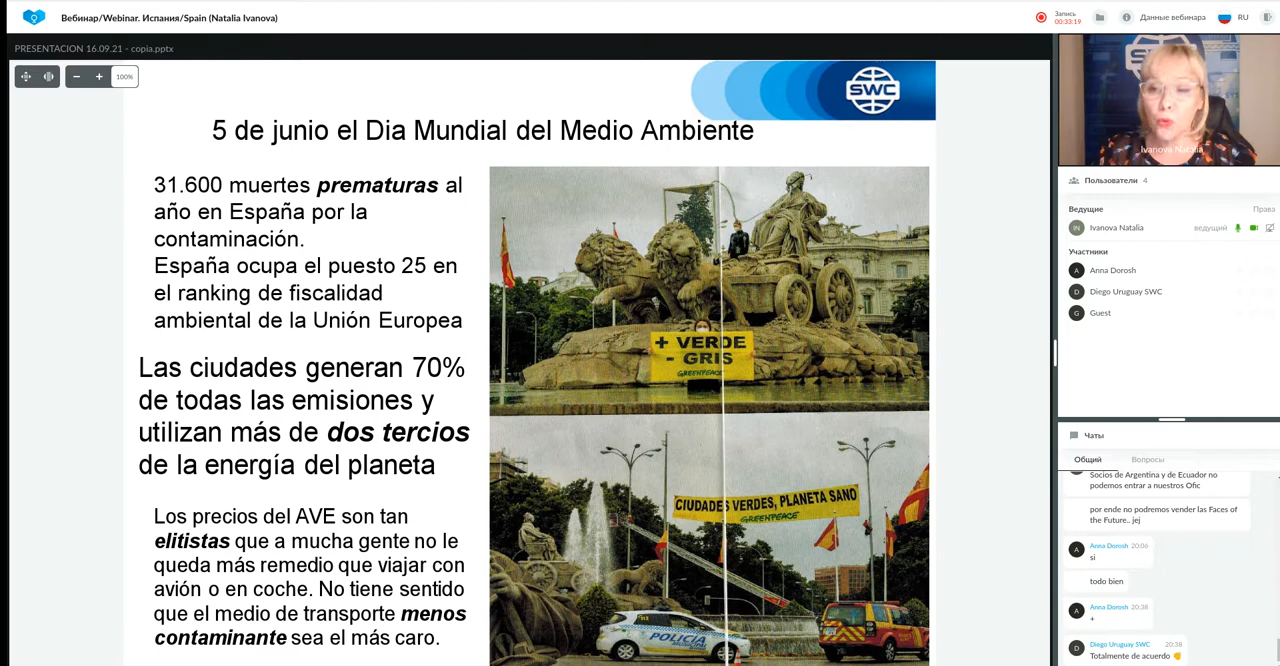 Вебинар/Webinar. Испания/Spain (Natalia Ivanova)
Запись
00:33:19
Данные вебинара
RU
PRESENTACION 16.09.21 - copia.pptx
100%
SWC
5 de junio el Dia Mundial del Medio Ambiente
31.600 muertes prematuras al
año en España por la
contaminación.
España ocupa el puesto 25 en
el ranking de fiscalidad
ambiental de la Unión Europea
Las ciudades generan 70%
de todas las emisiones y
utilizan más de dos tercios
de la energía del planeta
Los precios del AVE son tan
elitistas que a mucha gente no le
queda más remedio que viajar con
avión o en coche. No tiene sentido
que el medio de transporte menos
contaminante sea el más caro.
+ VERDE
- GRIS
GREENPEACE
CIUDADES VERDES, PLANETA SANO
GREENPEACE
POLICÍA
Ivanova Natalia
Пользователи 4
Ведущие
Права
IN
Ivanova Natalia
ведущий
Участники
A
Anna Dorosh
D
Diego Uruguay SWC
G
Guest
Чаты
Общий
Вопросы
Socios de Argentina y de Ecuador no
podemos entrar a nuestros Ofic
por ende no podremos vender las Faces of
the Future.. jej
A
Anna Dorosh 20:06
si
todo bien
A
Anna Dorosh 20:38
+
D
Diego Uruguay SWC 20:38
Totalmente de acuerdo